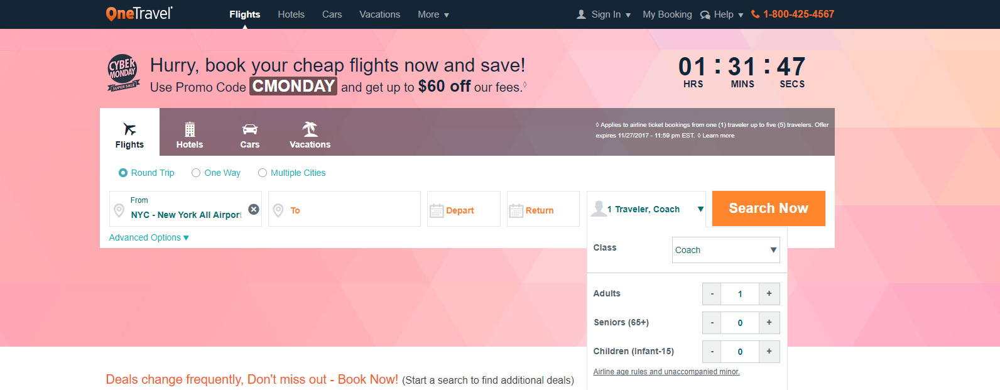 OneTravel
Flights Hotels Cars Vacations More
Sign In My Booking Help 1-800-425-4567
CYBER
MONDAY
SUPER SALE
Hurry, book your cheap flights now and save!
Use Promo Code CMONDAY and get up to $60 off our fees.◊
01 : 31 : 47
HRS MINS SECS
Flights Hotels Cars Vacations
◊ Applies to airline ticket bookings from one (1) traveler up to five (5) travelers. Offer
expires 11/27/2017 - 11:59 pm EST. ◊ Learn more
Round Trip One Way Multiple Cities
From
NYC - New York All Airport
To
Depart
Return
1 Traveler, Coach
Search Now
Advanced Options
Class
Coach
Adults - 1 +
Seniors (65+) - 0 +
Children (Infant-15) - 0 +
Airline age rules and unaccompanied minor.
Deals change frequently, Don't miss out - Book Now! (Start a search to find additional deals)